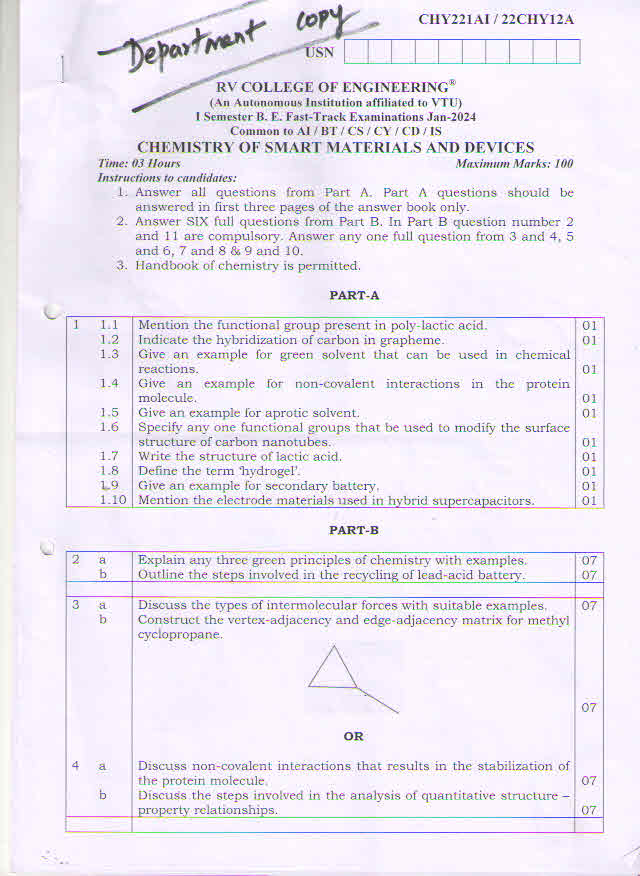 Department copy
CHY221AI / 22CHY12A
USN
RV COLLEGE OF ENGINEERING®
(An Autonomous Institution affiliated to VTU)
I Semester B. E. Fast-Track Examinations Jan-2024
Common to AI / BT / CS / CY / CD / IS
CHEMISTRY OF SMART MATERIALS AND DEVICES
Time: 03 Hours Maximum Marks: 100
Instructions to candidates:
1. Answer all questions from Part A. Part A questions should be
answered in first three pages of the answer book only.
2. Answer SIX full questions from Part B. In Part B question number 2
and 11 are compulsory. Answer any one full question from 3 and 4, 5
and 6, 7 and 8 & 9 and 10.
3. Handbook of chemistry is permitted.
PART-A
1 1.1 Mention the functional group present in poly-lactic acid. 01
1.2 Indicate the hybridization of carbon in grapheme. 01
1.3 Give an example for green solvent that can be used in chemical
reactions. 01
1.4 Give an example for non-covalent interactions in the protein
molecule. 01
1.5 Give an example for aprotic solvent. 01
1.6 Specify any one functional groups that be used to modify the surface
structure of carbon nanotubes. 01
1.7 Write the structure of lactic acid. 01
1.8 Define the term 'hydrogel'. 01
1.9 Give an example for secondary battery. 01
1.10 Mention the electrode materials used in hybrid supercapacitors. 01
PART-B
2 a Explain any three green principles of chemistry with examples. 07
b Outline the steps involved in the recycling of lead-acid battery. 07
3 a Discuss the types of intermolecular forces with suitable examples. 07
b Construct the vertex-adjacency and edge-adjacency matrix for methyl
cyclopropane.
07
OR
4 a Discuss non-covalent interactions that results in the stabilization of
the protein molecule. 07
b Discuss the steps involved in the analysis of quantitative structure –
property relationships. 07